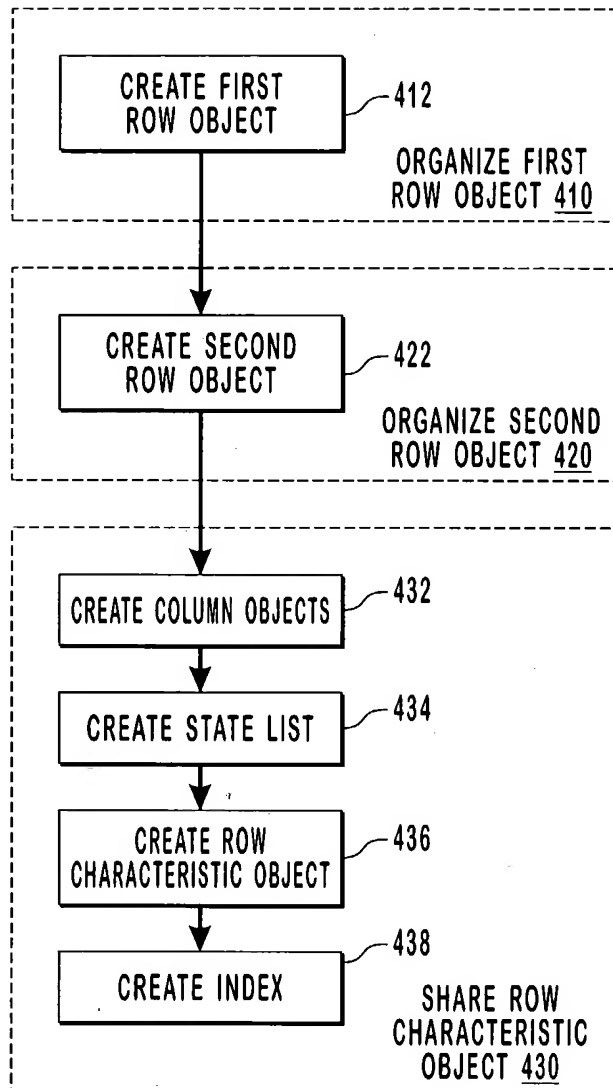 CREATE FIRST
ROW OBJECT
412
ORGANIZE FIRST
ROW OBJECT 410
CREATE SECOND
ROW OBJECT
422
ORGANIZE SECOND
ROW OBJECT 420
CREATE COLUMN OBJECTS
432
CREATE STATE LIST
434
CREATE ROW
CHARACTERISTIC OBJECT
436
CREATE INDEX
438
SHARE ROW
CHARACTERISTIC
OBJECT 430